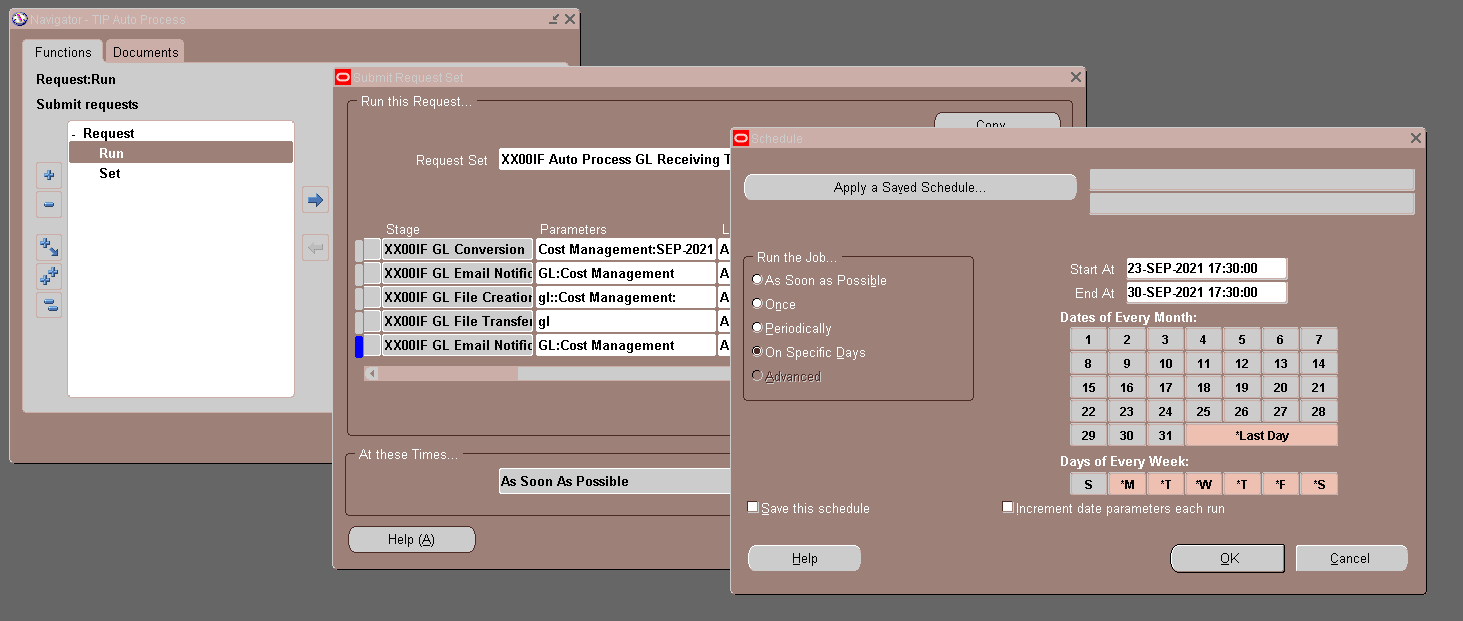 Navigator - TIP Auto Process
Functions
Documents
Request:Run
Submit requests
- Request
Run
Set
Submit Request Set
Run this Request...
Copy
Request Set
XX00IF Auto Process GL Receiving T
Stage
Parameters
L
XX00IF GL Conversion
Cost Management:SEP-2021
A
XX00IF GL Email Notific
GL:Cost Management
A
XX00IF GL File Creation
gl::Cost Management:
A
XX00IF GL File Transfer
gl
A
XX00IF GL Email Notific
GL:Cost Management
A
At these Times...
As Soon As Possible
Help (A)
Schedule
Apply a Saved Schedule...
Run the Job...
As Soon as Possible
Once
Periodically
On Specific Days
Advanced
Start At
23-SEP-2021 17:30:00
End At
30-SEP-2021 17:30:00
Dates of Every Month:
1 2 3 4 5 6 7
8 9 10 11 12 13 14
15 16 17 18 19 20 21
22 23 24 25 26 27 28
29 30 31 *Last Day
Days of Every Week:
S *M *T *W *T *F *S
Save this schedule
Increment date parameters each run
Help
OK
Cancel